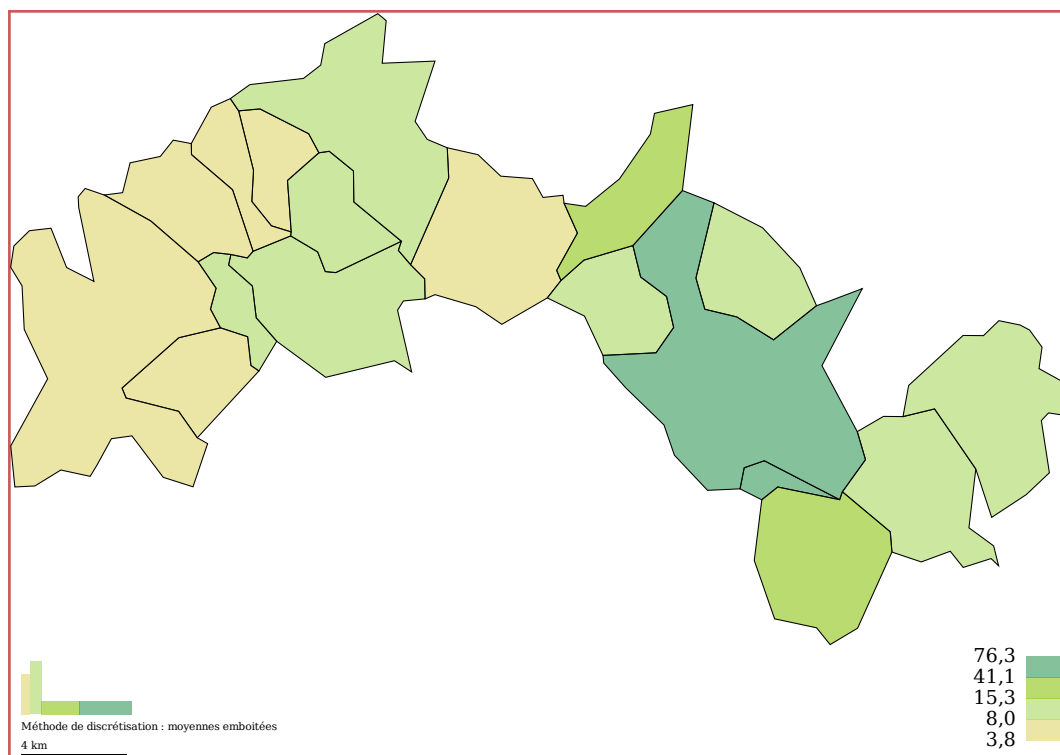 76,3
41,1
15,3
8,0
3,8
Méthode de discrétisation : moyennes emboitées
4 km